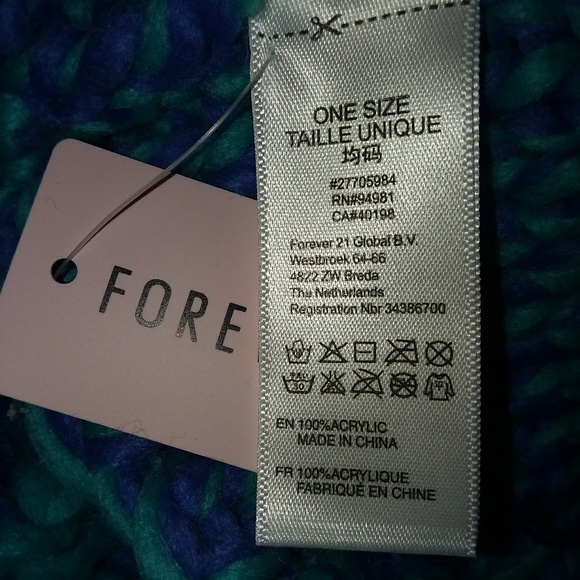 ONE SIZE
TAILLE UNIQUE
均码
#27705984
RN#94981
CA#40198
Forever 21 Global B.V.
Westbroek 64-66
4822 ZW Breda
The Netherlands
Registration Nbr 34386700
EN 100%ACRYLIC
MADE IN CHINA
FR 100%ACRYLIQUE
FABRIQUÉ EN CHINE
FORE